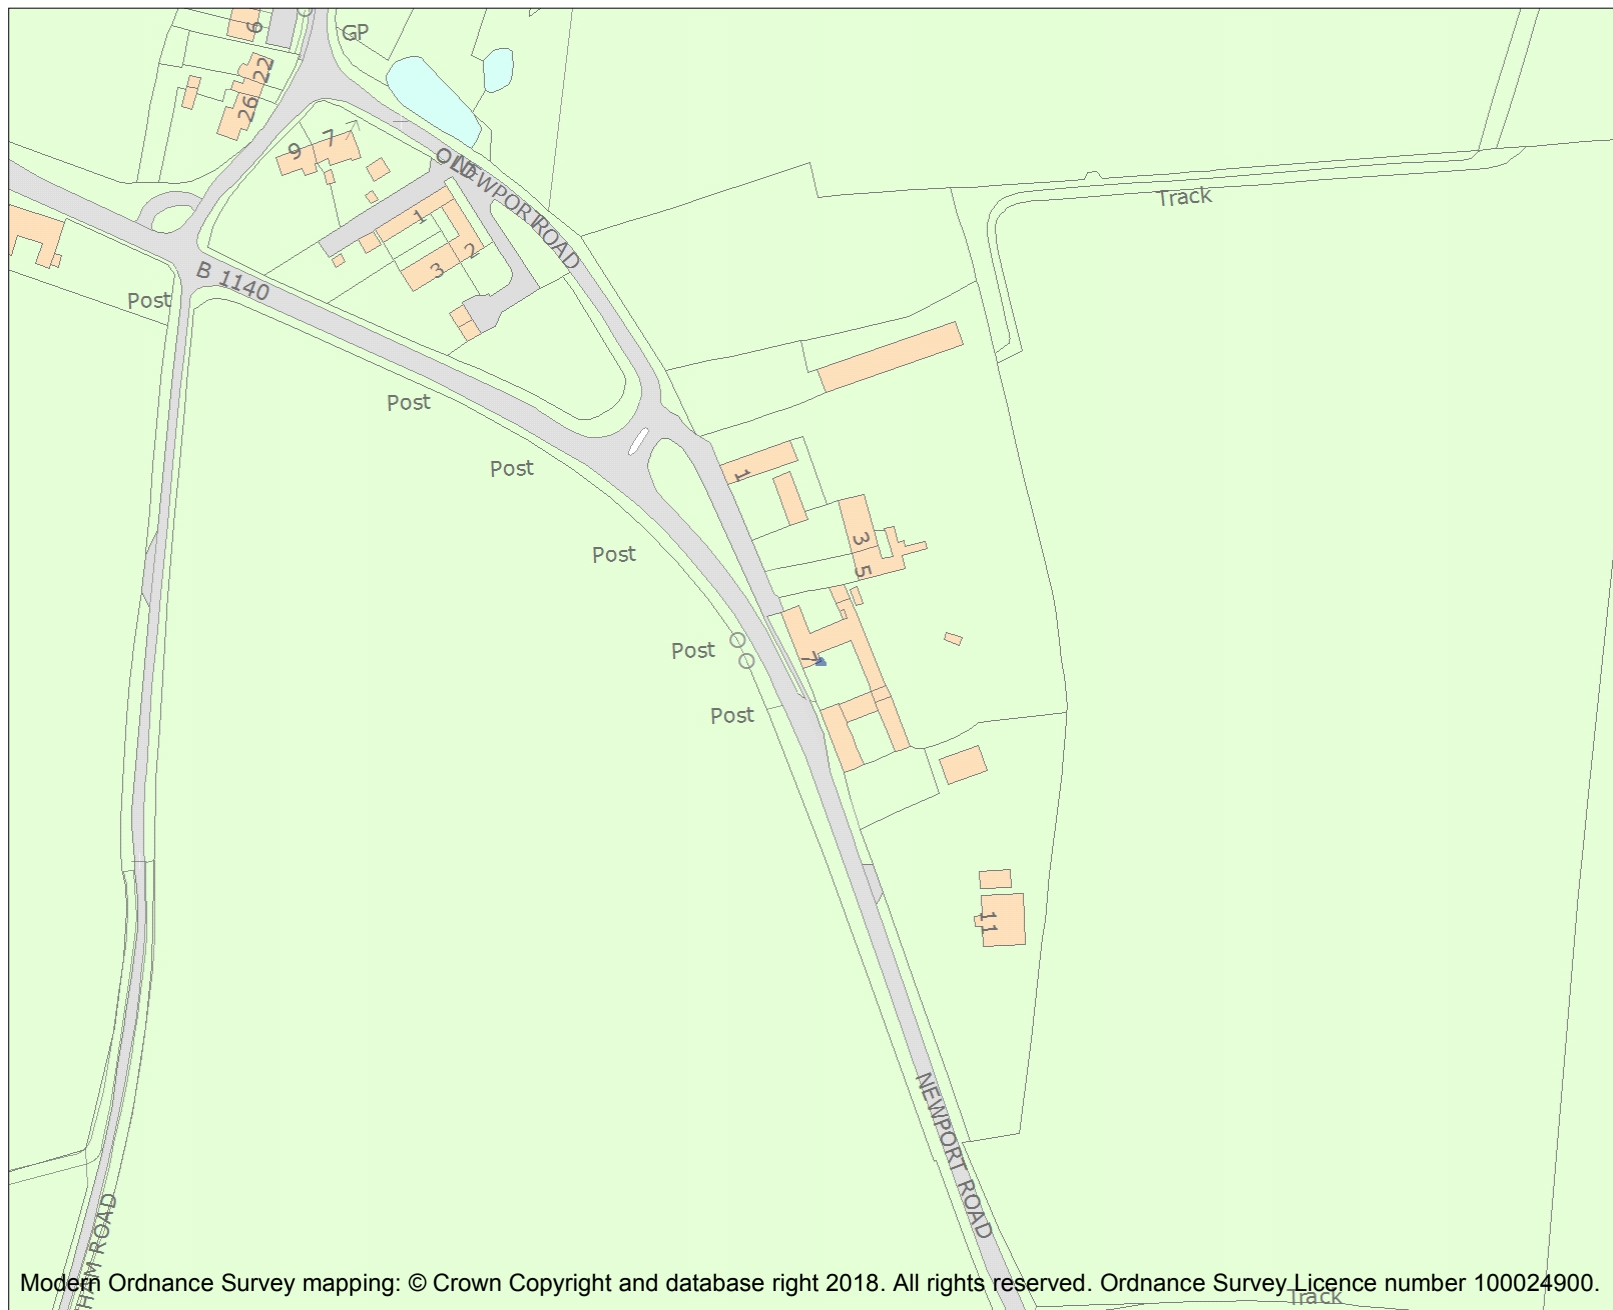 6
GP
22
26
9
7
OLD NEWPORT ROAD
1
2
3
Track
B 1140
Post
Post
Post
1
3
5
Post
7
Post
Post
11
NEWPORT ROAD
HAM ROAD
Modern Ordnance Survey mapping: © Crown Copyright and database right 2018. All rights reserved. Ordnance Survey Licence number 100024900.
Track